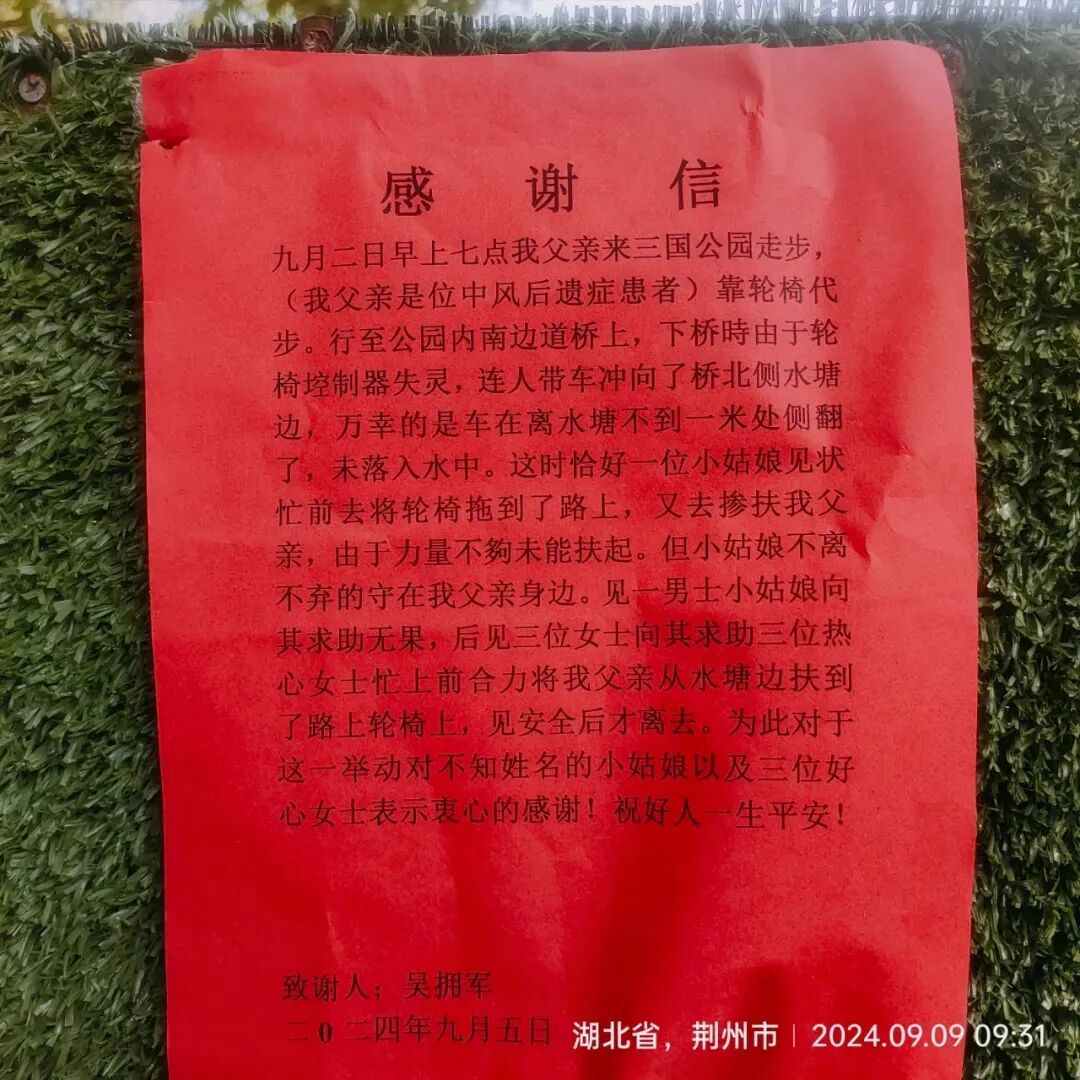 感谢信
九月二日早上七点我父亲来三国公园走步，
（我父亲是位中风后遗症患者）靠轮椅代
步。行至公园内南边道桥上，下桥時由于轮
椅控制器失灵，连人带车冲向了桥北侧水塘
边，万幸的是车在离水塘不到一米处侧翻
了，未落入水中。这时恰好一位小姑娘见状
忙前去将轮椅拖到了路上，又去掺扶我父
亲，由于力量不夠未能扶起。但小姑娘不离
不弃的守在我父亲身边。见一男士小姑娘向
其求助无果，后见三位女士向其求助三位热
心女士忙上前合力将我父亲从水塘边扶到
了路上轮椅上，见安全后才离去。为此对于
这一举动对不知姓名的小姑娘以及三位好
心女士表示衷心的感谢！祝好人一生平安！
致谢人；吴拥军
二0二四年九月五日
湖北省，荆州市 | 2024.09.09 09:31